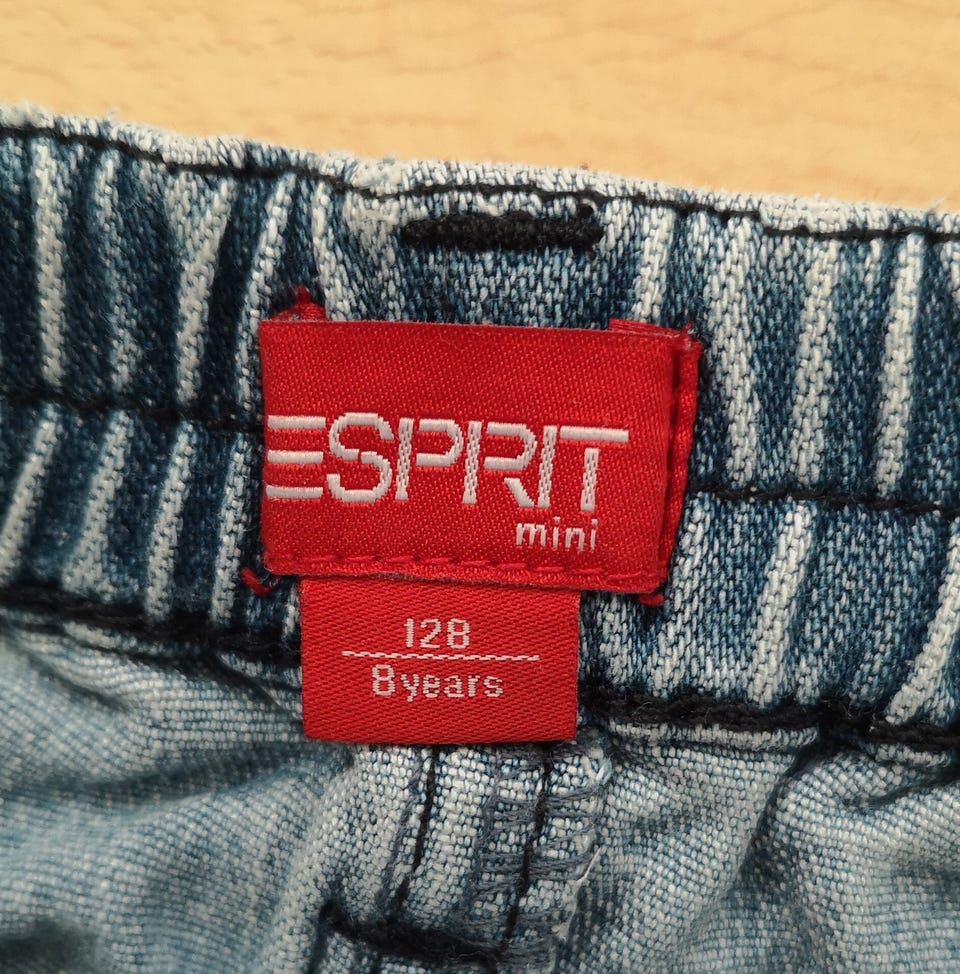 ESPRIT
mini
128
8 years